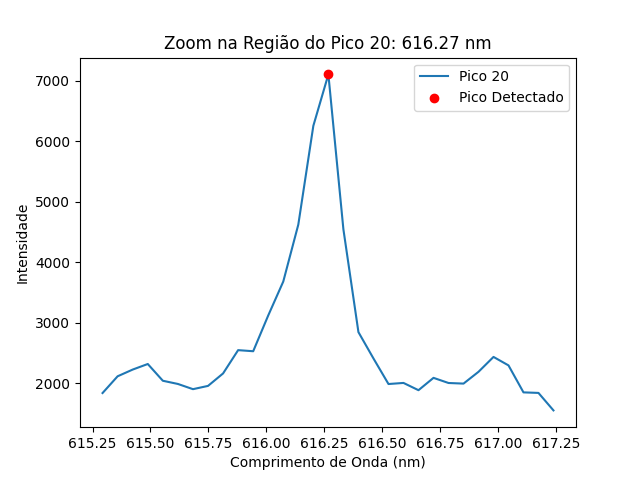 Zoom na Região do Pico 20: 616.27 nm
Pico 20
Pico Detectado
Intensidade
7000
6000
5000
4000
3000
2000
615.25 615.50 615.75 616.00 616.25 616.50 616.75 617.00 617.25
Comprimento de Onda (nm)